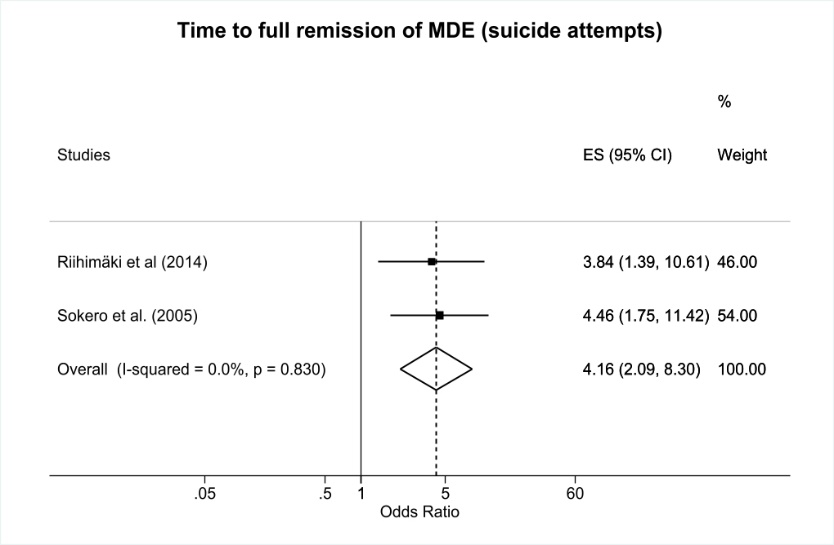 Time to full remission of MDE (suicide attempts)
%
Studies ES (95% CI) Weight
Riihimäki et al (2014) 3.84 (1.39, 10.61) 46.00
Sokero et al. (2005) 4.46 (1.75, 11.42) 54.00
Overall (I-squared = 0.0%, p = 0.830) 4.16 (2.09, 8.30) 100.00
.05 .5 1 5 60
Odds Ratio